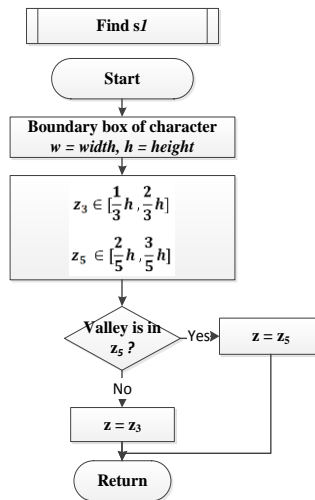 Find s1
Start
Boundary box of character
w = width, h = height
z₃ ∈ [1/3 h , 2/3 h]
z₅ ∈ [2/5 h , 3/5 h]
Valley is in
z₅ ?
Yes
z = z₅
No
z = z₃
Return